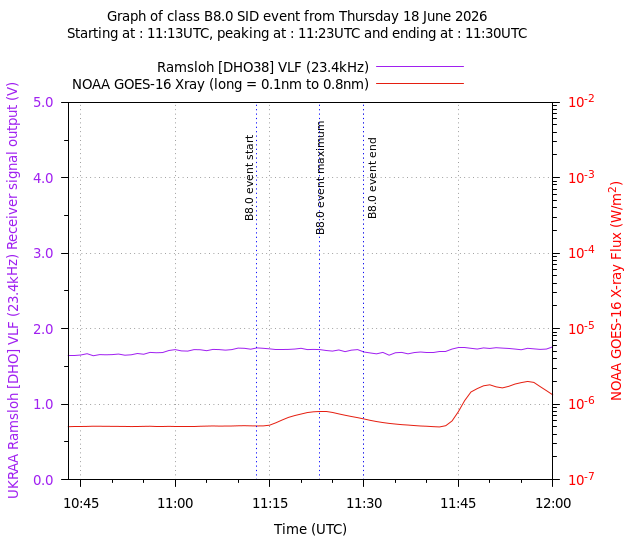 Graph of class B8.0 SID event from Thursday 18 June 2026
Starting at : 11:13UTC, peaking at : 11:23UTC and ending at : 11:30UTC
Ramsloh [DHO38] VLF (23.4kHz)
NOAA GOES-16 Xray (long = 0.1nm to 0.8nm)
UKRAA Ramsloh [DHO] VLF (23.4kHz) Receiver signal output (V)
5.0
4.0
3.0
2.0
1.0
0.0
B8.0 event start
B8.0 event maximum
B8.0 event end
10-2
10-3
10-4
10-5
10-6
10-7
NOAA GOES-16 X-ray Flux (W/m2)
10:45 11:00 11:15 11:30 11:45 12:00
Time (UTC)